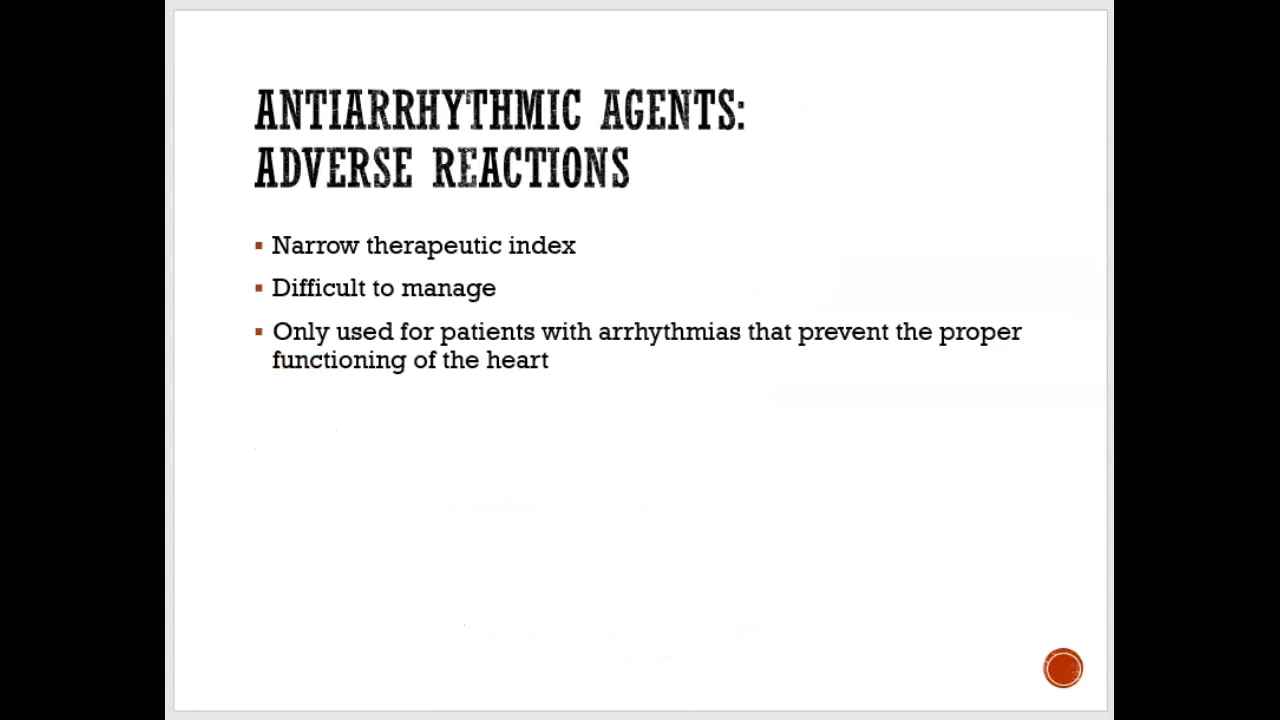 ANTIARRHYTHMIC AGENTS:
ADVERSE REACTIONS
▪ Narrow therapeutic index
▪ Difficult to manage
▪ Only used for patients with arrhythmias that prevent the proper
functioning of the heart